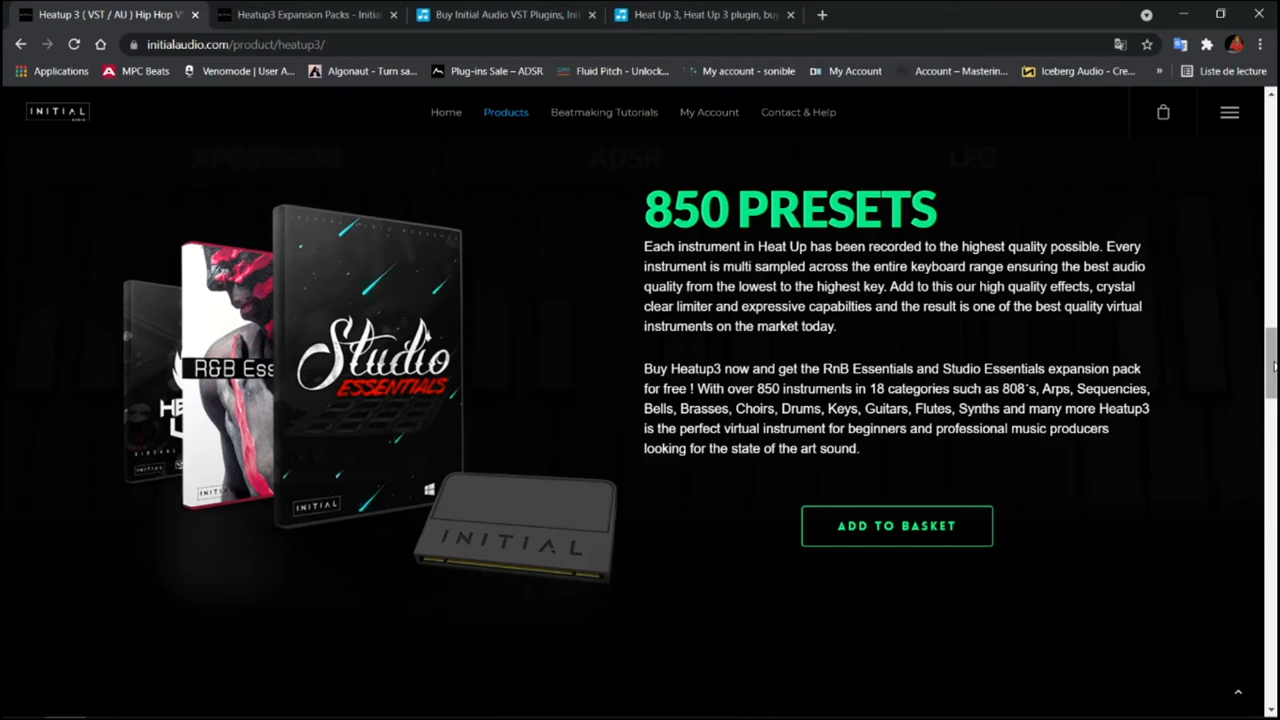 Heatup 3 ( VST / AU ) Hip Hop VS
Heatup3 Expansion Packs - Initia
Buy Initial Audio VST Plugins, Ini
Heat Up 3, Heat Up 3 plugin, buy
initialaudio.com/product/heatup3/
Applications
MPC Beats
Venomode | User A...
Algonaut - Turn sa...
Plug-ins Sale – ADSR
Fluid Pitch - Unlock...
My account - sonible
My Account
Account – Masterin...
Iceberg Audio - Cre...
»
Liste de lecture
INITIAL
AUDIO
Home
Products
Beatmaking Tutorials
My Account
Contact & Help
XPRESSION
ADSR
LFO
850 PRESETS
Each instrument in Heat Up has been recorded to the highest quality possible. Every
instrument is multi sampled across the entire keyboard range ensuring the best audio
quality from the lowest to the highest key. Add to this our high quality effects, crystal
clear limiter and expressive capabilties and the result is one of the best quality virtual
instruments on the market today.
Buy Heatup3 now and get the RnB Essentials and Studio Essentials expansion pack
for free ! With over 850 instruments in 18 categories such as 808´s, Arps, Sequencies,
Bells, Brasses, Choirs, Drums, Keys, Guitars, Flutes, Synths and many more Heatup3
is the perfect virtual instrument for beginners and professional music producers
looking for the state of the art sound.
ADD TO BASKET
R&B Ess
Studio
ESSENTIALS
INITIAL
INITIAL